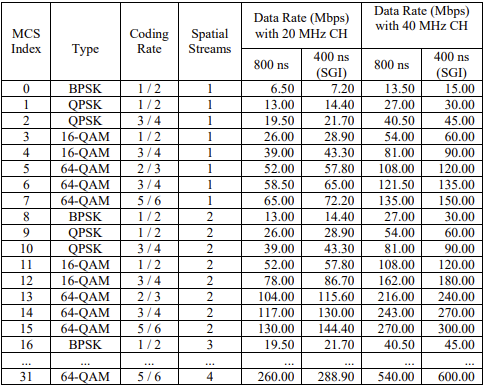 MCS Index Type Coding Rate Spatial Streams Data Rate (Mbps) with 20 MHz CH Data Rate (Mbps) with 40 MHz CH
800 ns 400 ns (SGI) 800 ns 400 ns (SGI)
0 BPSK 1 / 2 1 6.50 7.20 13.50 15.00
1 QPSK 1 / 2 1 13.00 14.40 27.00 30.00
2 QPSK 3 / 4 1 19.50 21.70 40.50 45.00
3 16-QAM 1 / 2 1 26.00 28.90 54.00 60.00
4 16-QAM 3 / 4 1 39.00 43.30 81.00 90.00
5 64-QAM 2 / 3 1 52.00 57.80 108.00 120.00
6 64-QAM 3 / 4 1 58.50 65.00 121.50 135.00
7 64-QAM 5 / 6 1 65.00 72.20 135.00 150.00
8 BPSK 1 / 2 2 13.00 14.40 27.00 30.00
9 QPSK 1 / 2 2 26.00 28.90 54.00 60.00
10 QPSK 3 / 4 2 39.00 43.30 81.00 90.00
11 16-QAM 1 / 2 2 52.00 57.80 108.00 120.00
12 16-QAM 3 / 4 2 78.00 86.70 162.00 180.00
13 64-QAM 2 / 3 2 104.00 115.60 216.00 240.00
14 64-QAM 3 / 4 2 117.00 130.00 243.00 270.00
15 64-QAM 5 / 6 2 130.00 144.40 270.00 300.00
16 BPSK 1 / 2 3 19.50 21.70 40.50 45.00
... ... ... ... ... ... ... ...
31 64-QAM 5 / 6 4 260.00 288.90 540.00 600.00